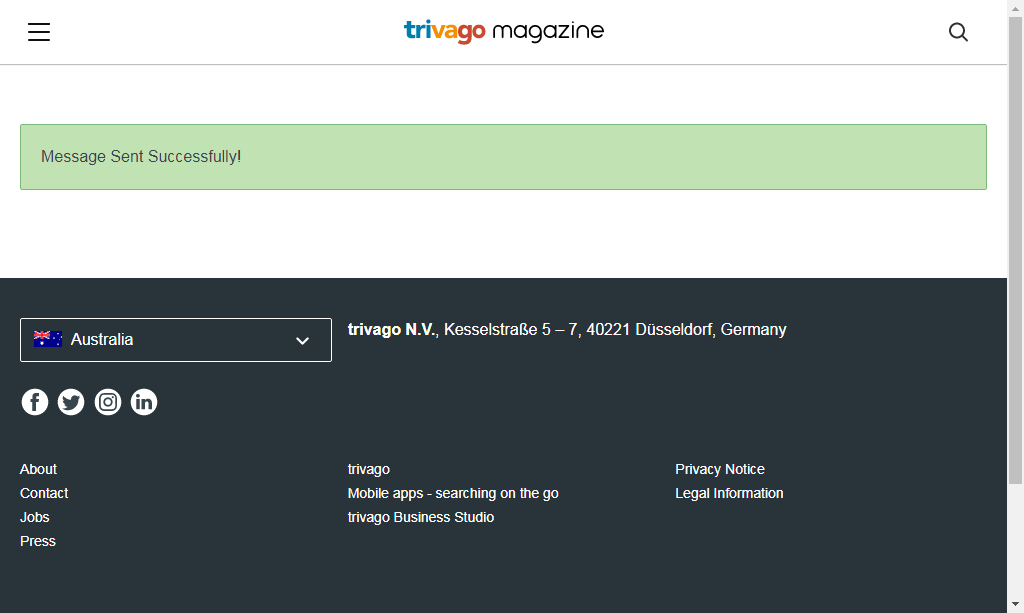 trivago magazine
Message Sent Successfully!
Australia
trivago N.V., Kesselstraße 5 – 7, 40221 Düsseldorf, Germany
About
Contact
Jobs
Press
trivago
Mobile apps - searching on the go
trivago Business Studio
Privacy Notice
Legal Information